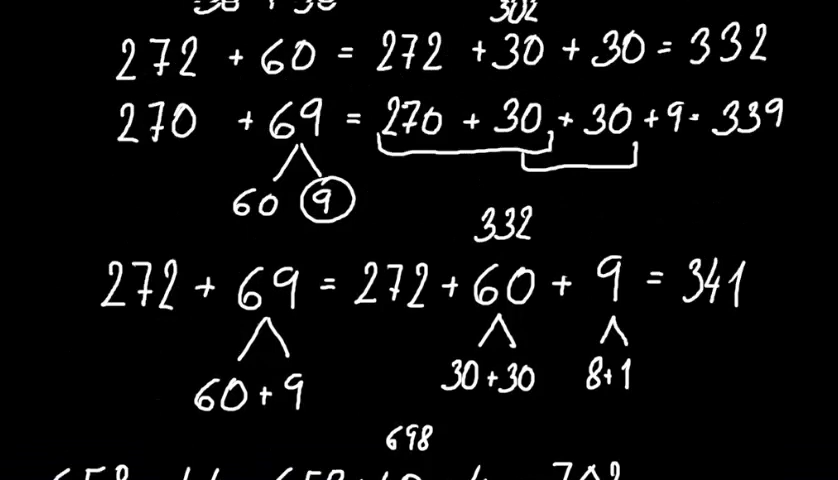 302
272 + 60 = 272 + 30 + 30 = 332
270 + 69 = 270 + 30 + 30 + 9 = 339
60 9
332
272 + 69 = 272 + 60 + 9 = 341
60 + 9 30 + 30 8 + 1
698